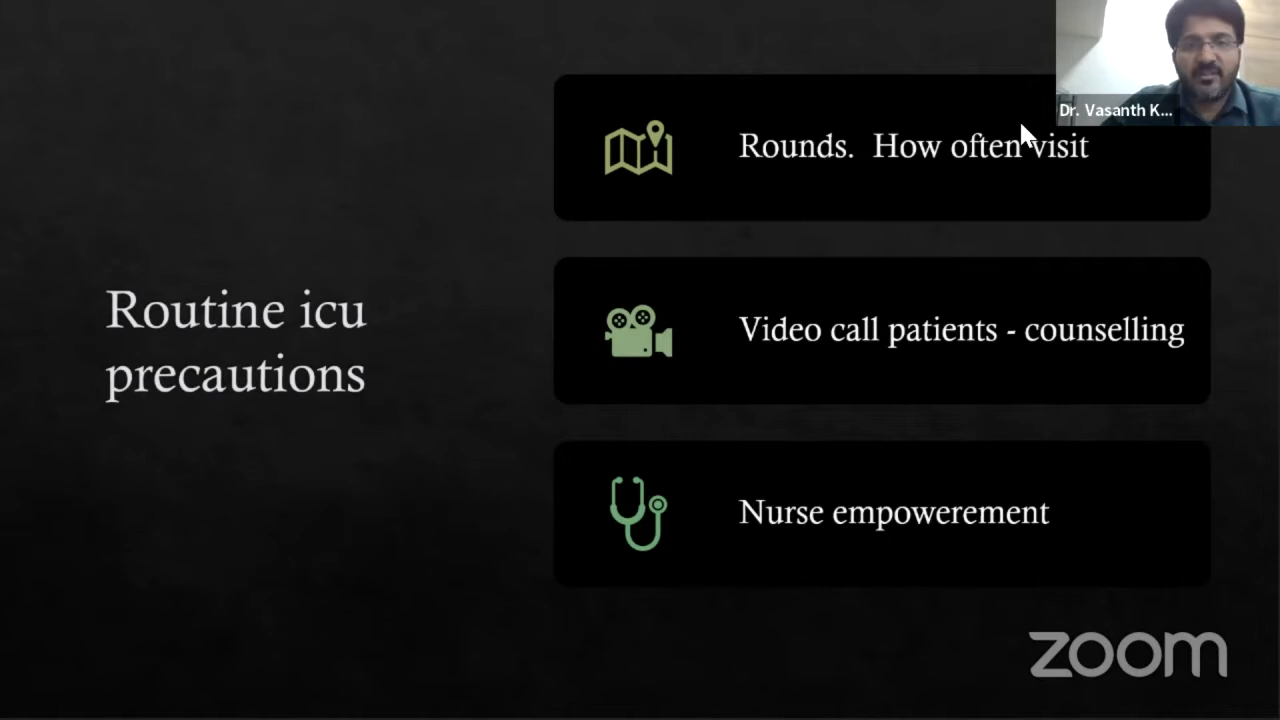 Dr. Vasanth K...
Rounds.  How often visit
Routine icu
precautions
Video call patients - counselling
Nurse empowerement
zoom